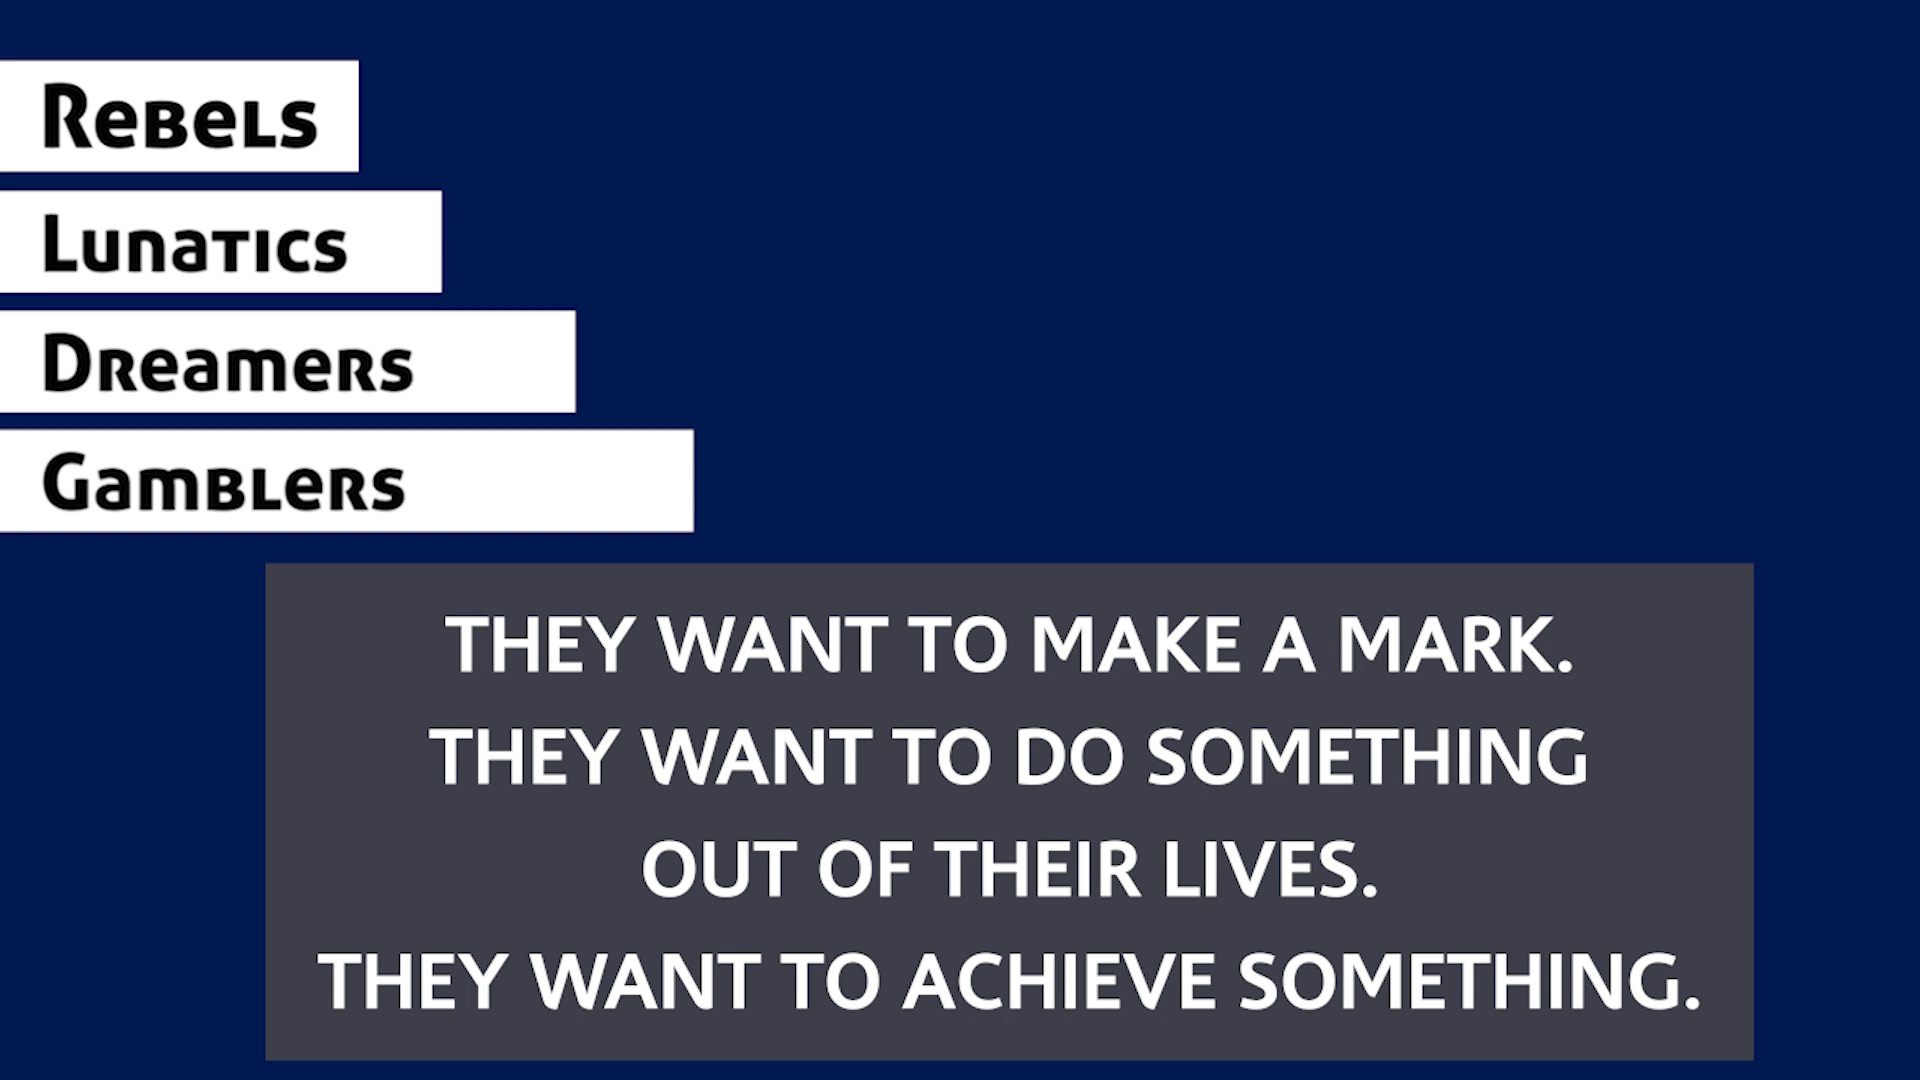 Rebels
Lunatics
Dreamers
Gamblers
THEY WANT TO MAKE A MARK.
THEY WANT TO DO SOMETHING
OUT OF THEIR LIVES.
THEY WANT TO ACHIEVE SOMETHING.